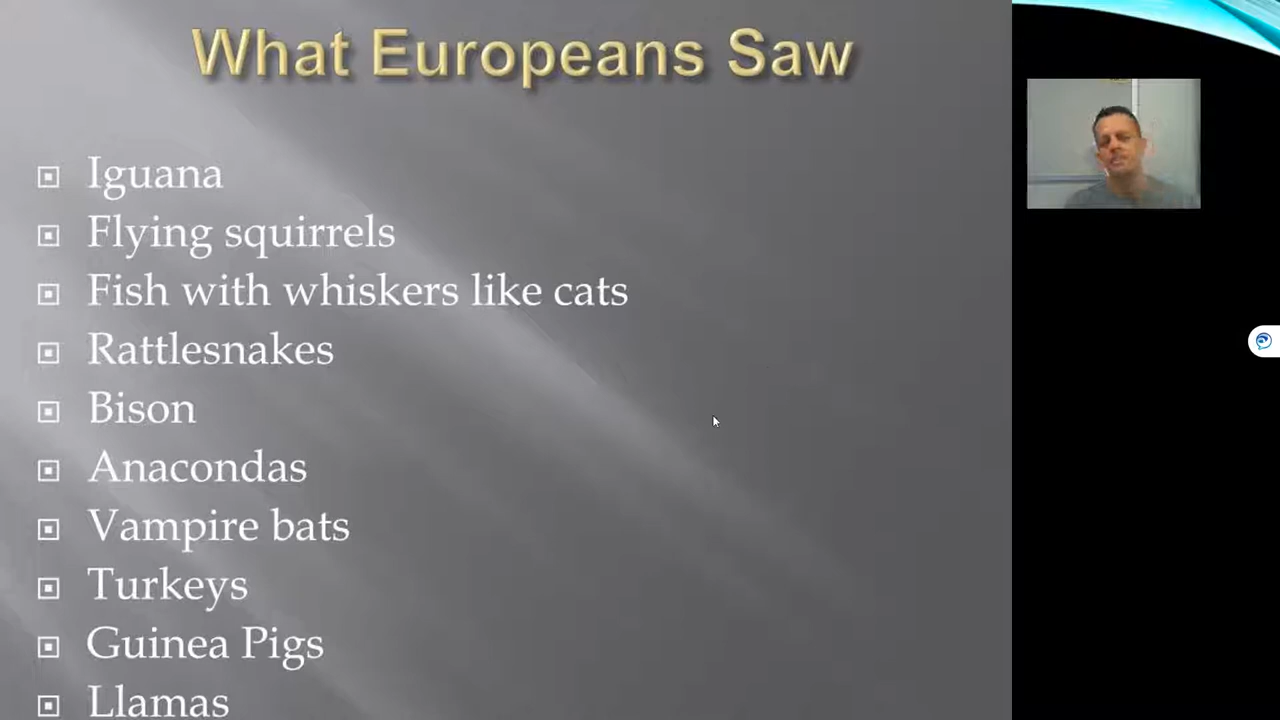 What Europeans Saw
Iguana
Flying squirrels
Fish with whiskers like cats
Rattlesnakes
Bison
Anacondas
Vampire bats
Turkeys
Guinea Pigs
Llamas